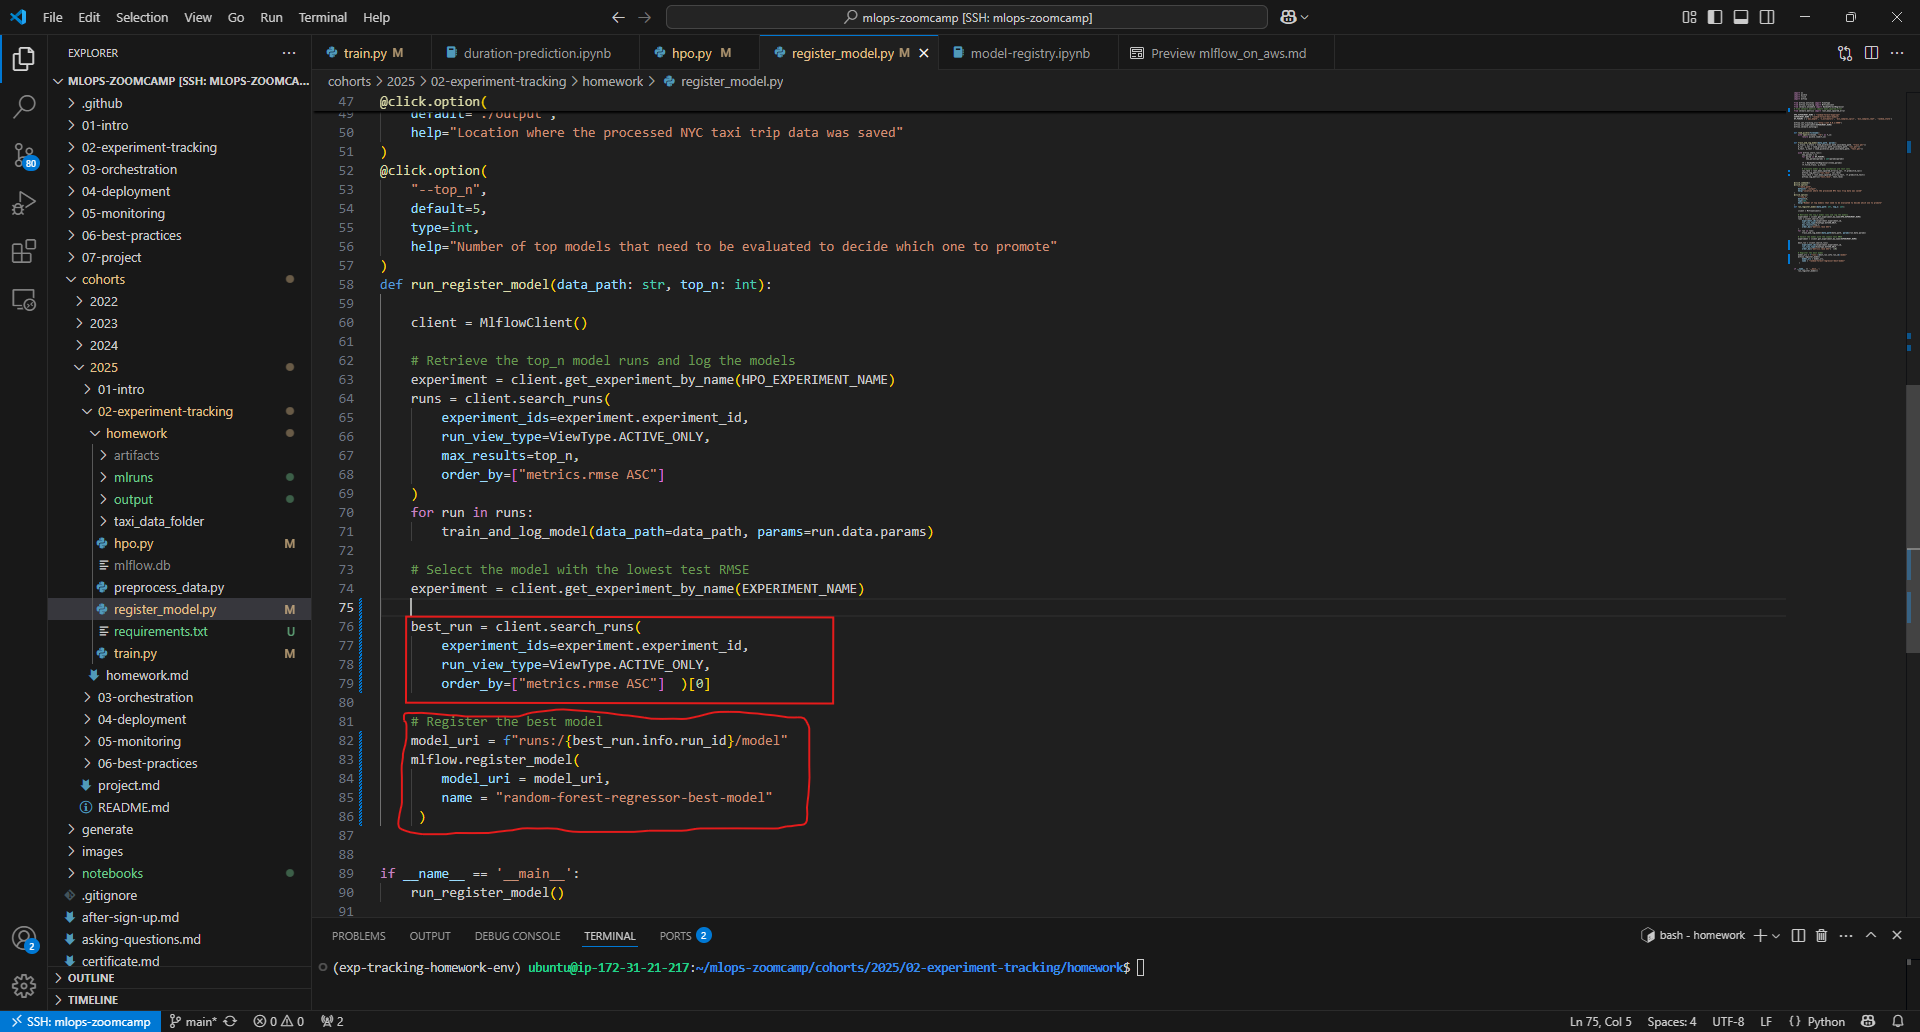 File Edit Selection View Go Run Terminal Help
mlops-zoomcamp [SSH: mlops-zoomcamp]
EXPLORER
train.py M
duration-prediction.ipynb
hpo.py M
register_model.py M
model-registry.ipynb
Preview mlflow_on_aws.md
cohorts > 2025 > 02-experiment-tracking > homework > register_model.py
MLOPS-ZOOMCAMP [SSH: MLOPS-ZOOMCA...
.github
01-intro
02-experiment-tracking
03-orchestration
04-deployment
05-monitoring
06-best-practices
07-project
cohorts
2022
2023
2024
2025
01-intro
02-experiment-tracking
homework
artifacts
mlruns
output
taxi_data_folder
hpo.py M
mlflow.db
preprocess_data.py
register_model.py M
requirements.txt U
train.py M
homework.md
03-orchestration
04-deployment
05-monitoring
06-best-practices
project.md
README.md
generate
images
notebooks
.gitignore
after-sign-up.md
asking-questions.md
certificate.md
OUTLINE
TIMELINE
80
2
47 @click.option(
49 default="./output",
50 help="Location where the processed NYC taxi trip data was saved"
51 )
52 @click.option(
53 "--top_n",
54 default=5,
55 type=int,
56 help="Number of top models that need to be evaluated to decide which one to promote"
57 )
58 def run_register_model(data_path: str, top_n: int):
59
60 client = MlflowClient()
61
62 # Retrieve the top_n model runs and log the models
63 experiment = client.get_experiment_by_name(HPO_EXPERIMENT_NAME)
64 runs = client.search_runs(
65 experiment_ids=experiment.experiment_id,
66 run_view_type=ViewType.ACTIVE_ONLY,
67 max_results=top_n,
68 order_by=["metrics.rmse ASC"]
69 )
70 for run in runs:
71 train_and_log_model(data_path=data_path, params=run.data.params)
72
73 # Select the model with the lowest test RMSE
74 experiment = client.get_experiment_by_name(EXPERIMENT_NAME)
75
76 best_run = client.search_runs(
77 experiment_ids=experiment.experiment_id,
78 run_view_type=ViewType.ACTIVE_ONLY,
79 order_by=["metrics.rmse ASC"]  )[0]
80
81 # Register the best model
82 model_uri = f"runs:/{best_run.info.run_id}/model"
83 mlflow.register_model(
84 model_uri = model_uri,
85 name = "random-forest-regressor-best-model"
86 )
87
88
89 if __name__ == '__main__':
90 run_register_model()
91
PROBLEMS OUTPUT DEBUG CONSOLE TERMINAL PORTS 2
bash - homework
(exp-tracking-homework-env) ubuntu@ip-172-31-21-217:~/mlops-zoomcamp/cohorts/2025/02-experiment-tracking/homework$
SSH: mlops-zoomcamp main* 0 0 2
Ln 75, Col 5 Spaces: 4 UTF-8 LF Python